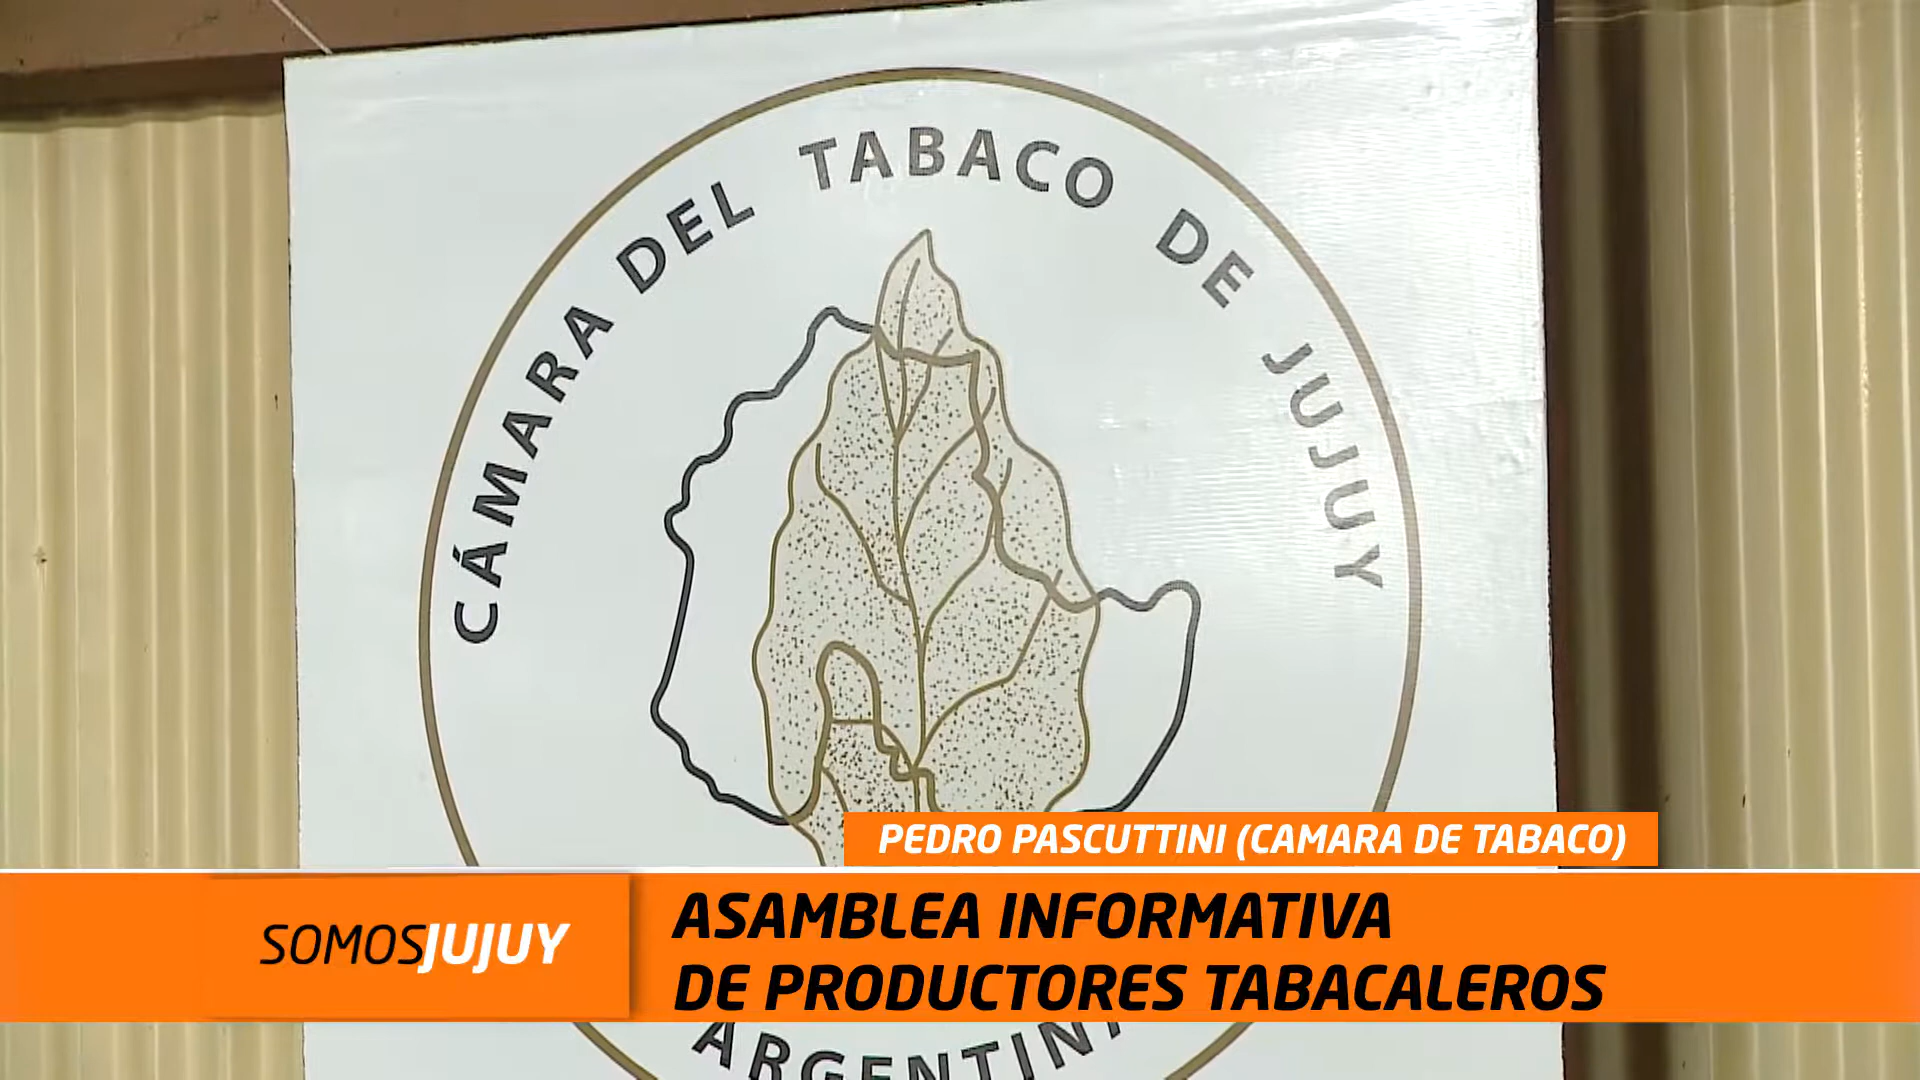 CÁMARA DEL TABACO DE JUJUY
PEDRO PASCUTTINI (CAMARA DE TABACO)
SOMOSJUJUY
ASAMBLEA INFORMATIVA
DE PRODUCTORES TABACALEROS